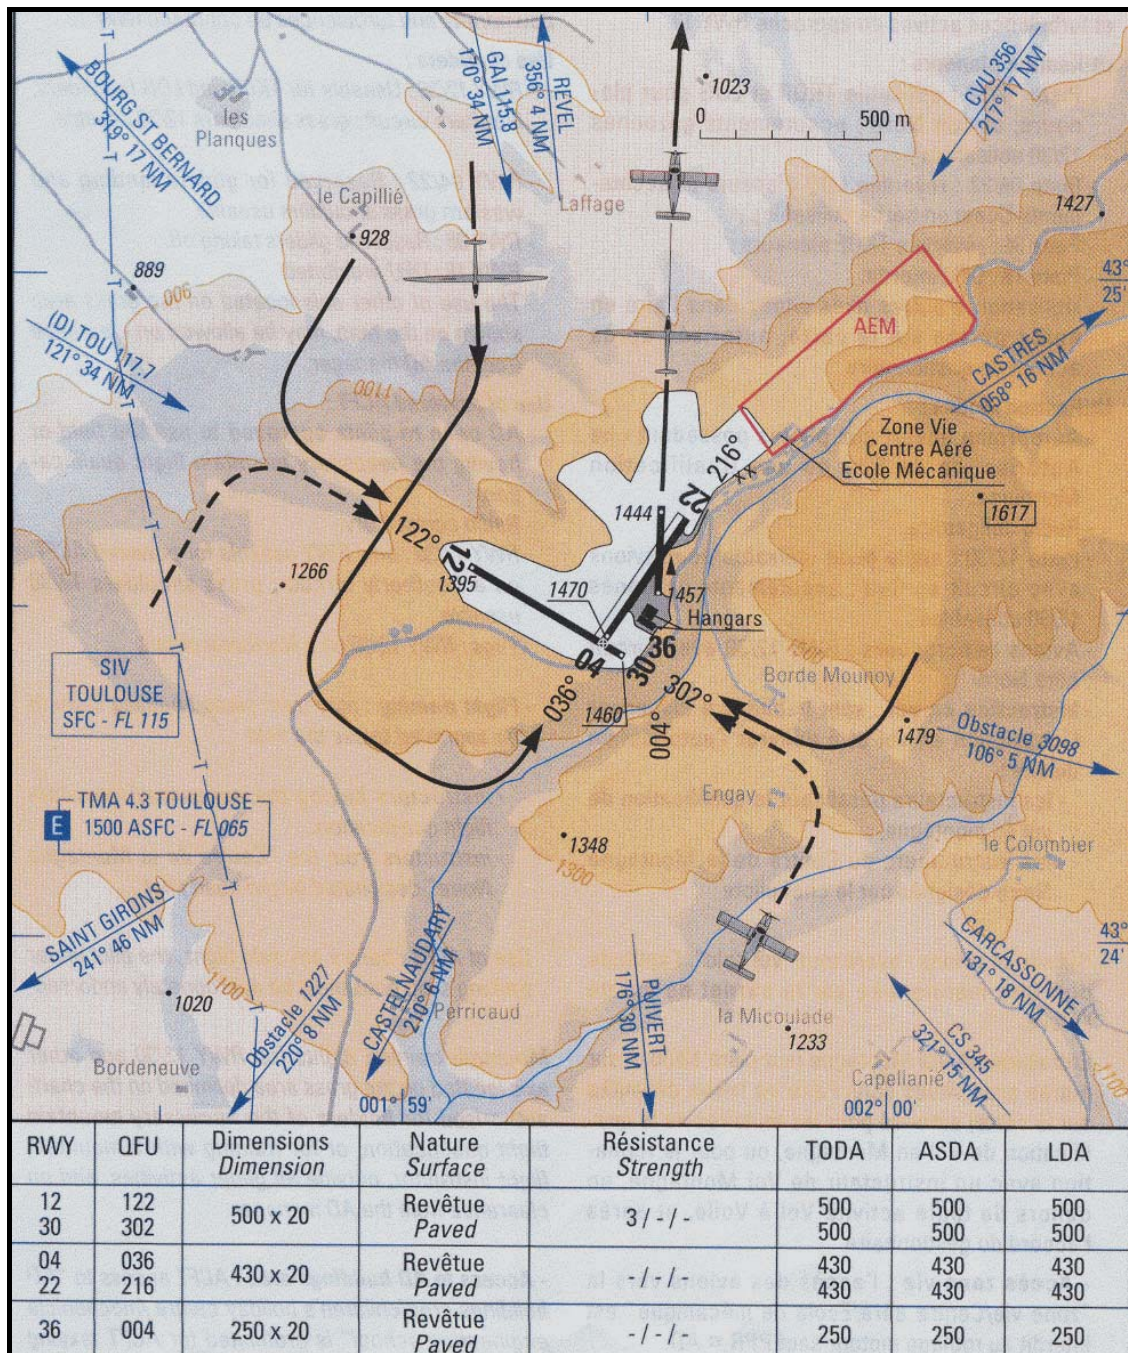 BOURG ST BERNARD
319° 17 NM
les
Planques
GAI 115.8
170° 34 NM
REVEL
356° 4 NM
1023
0 500 m
CVU 356
217° 17 NM
le Capillié
928
Laffage
1427
889
900
43°
25'
(D) TOU 117.7
121° 34 NM
1100
AEM
CASTRES
058° 16 NM
Zone Vie
Centre Aéré
Ecole Mécanique
216°
xx
22
1444
1617
122°
12
1395
1266
1470
1457
Hangars
36
04
30
302°
036°
1460
004°
Borde Mounoy
1479
SIV
TOULOUSE
SFC - FL 115
Obstacle 3098
106° 5 NM
TMA 4.3 TOULOUSE
E 1500 ASFC - FL 065
Engay
1348
1300
le Colombier
SAINT GIRONS
241° 46 NM
1100
1020
Obstacle 1227
220° 8 NM
CASTELNAUDARY
210° 6 NM
Perricaud
PUIVERT
176° 30 NM
la Micoulade
1233
CARCASSONNE
131° 18 NM
43°
24'
CS 345
321° 15 NM
Bordeneuve
Capellanié
1100
001° 59'
002° 00'
T T T T T T
RWY QFU Dimensions Nature Résistance TODA ASDA LDA
Dimension Surface Strength
12 122 500 x 20 Revêtue 3 / - / - 500 500 500
30 302 Paved 500 500 500
04 036 430 x 20 Revêtue - / - / - 430 430 430
22 216 Paved 430 430 430
36 004 250 x 20 Revêtue - / - / - 250 250 250
Paved